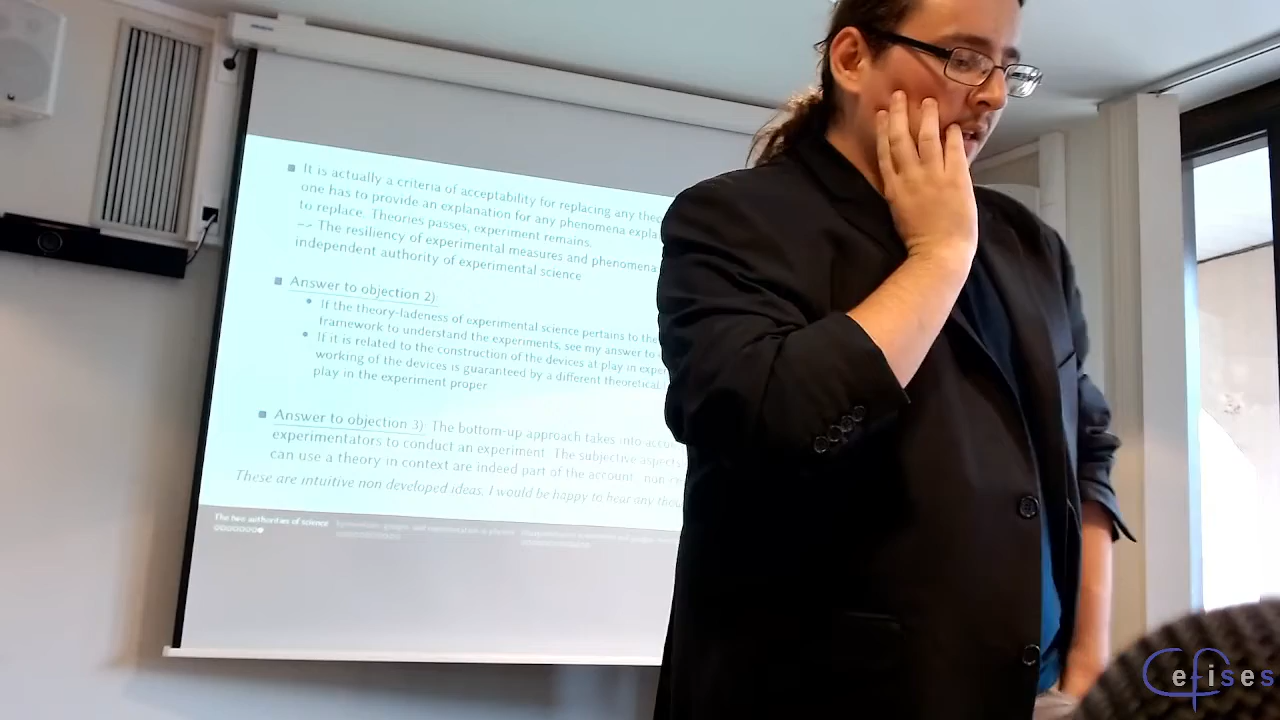 It is actually a criteria of acceptability for replacing any
one has to provide an explanation for any phenomena
to replace. Theories passes, experiment remains.
The resiliency of experimental measures and phenomena
independent authority of experimental science
Answer to objection 2)
If the theory-ladeness of experimental science pertains to the
framework to understand the experiments, see my answer to
If it is related to the construction of the devices at play in
working of the devices is guaranteed by a different theoretical
play in the experiment proper
Answer to objection 3): The bottom-up approach takes into
experimentators to conduct an experiment. The subjective aspects
can use a theory in context are indeed part of the account
These are intuitive non developed ideas. I would be happy to hear any
The two authorities of science
Cefises